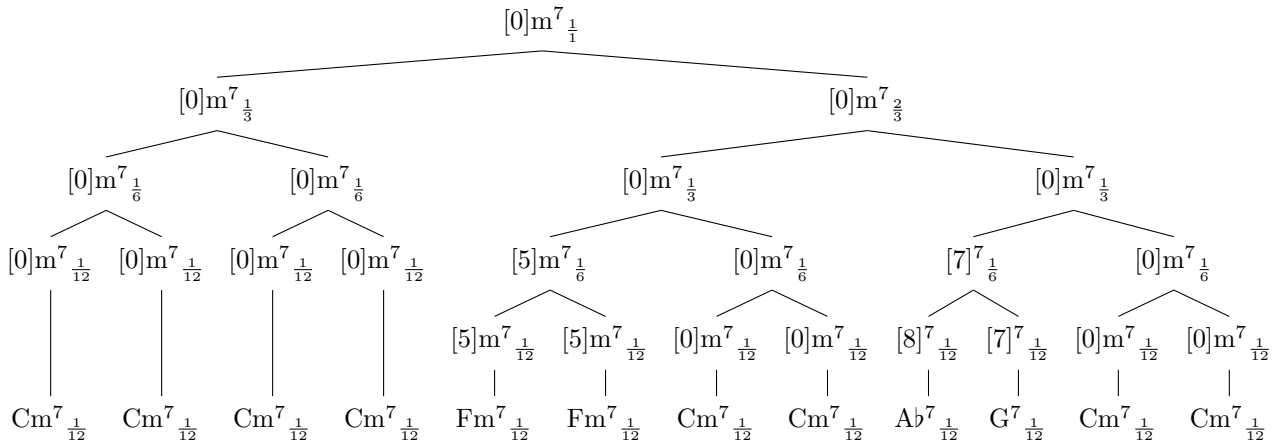 [0]m⁷ 1/1
[0]m⁷ 1/3 [0]m⁷ 2/3
[0]m⁷ 1/6 [0]m⁷ 1/6 [0]m⁷ 1/3 [0]m⁷ 1/3
[0]m⁷ 1/12 [0]m⁷ 1/12 [0]m⁷ 1/12 [0]m⁷ 1/12 [5]m⁷ 1/6 [0]m⁷ 1/6 [7]⁷ 1/6 [0]m⁷ 1/6
[5]m⁷ 1/12 [5]m⁷ 1/12 [0]m⁷ 1/12 [0]m⁷ 1/12 [8]⁷ 1/12 [7]⁷ 1/12 [0]m⁷ 1/12 [0]m⁷ 1/12
Cm⁷ 1/12 Cm⁷ 1/12 Cm⁷ 1/12 Cm⁷ 1/12 Fm⁷ 1/12 Fm⁷ 1/12 Cm⁷ 1/12 Cm⁷ 1/12 A♭⁷ 1/12 G⁷ 1/12 Cm⁷ 1/12 Cm⁷ 1/12